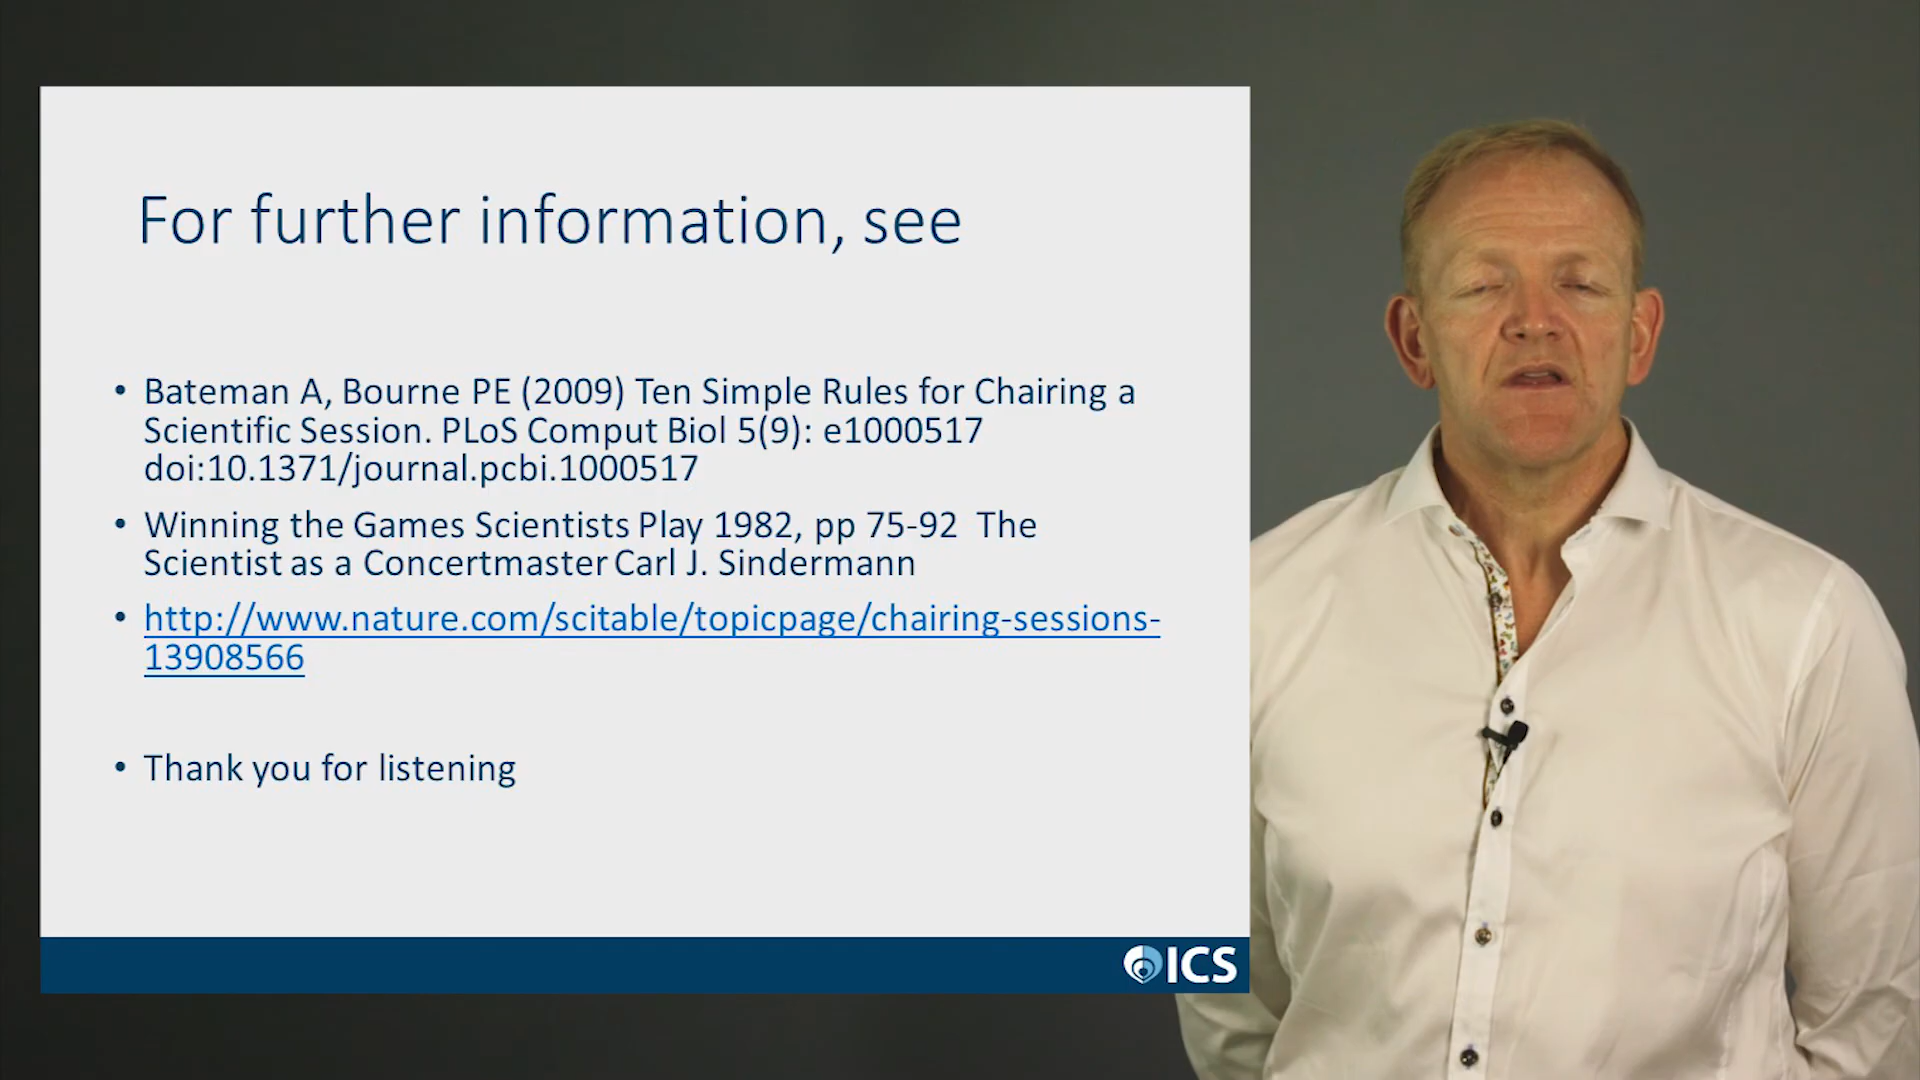 For further information, see
• Bateman A, Bourne PE (2009) Ten Simple Rules for Chairing a
Scientific Session. PLoS Comput Biol 5(9): e1000517
doi:10.1371/journal.pcbi.1000517
• Winning the Games Scientists Play 1982, pp 75-92  The
Scientist as a Concertmaster Carl J. Sindermann
• http://www.nature.com/scitable/topicpage/chairing-sessions-
13908566
• Thank you for listening
ICS